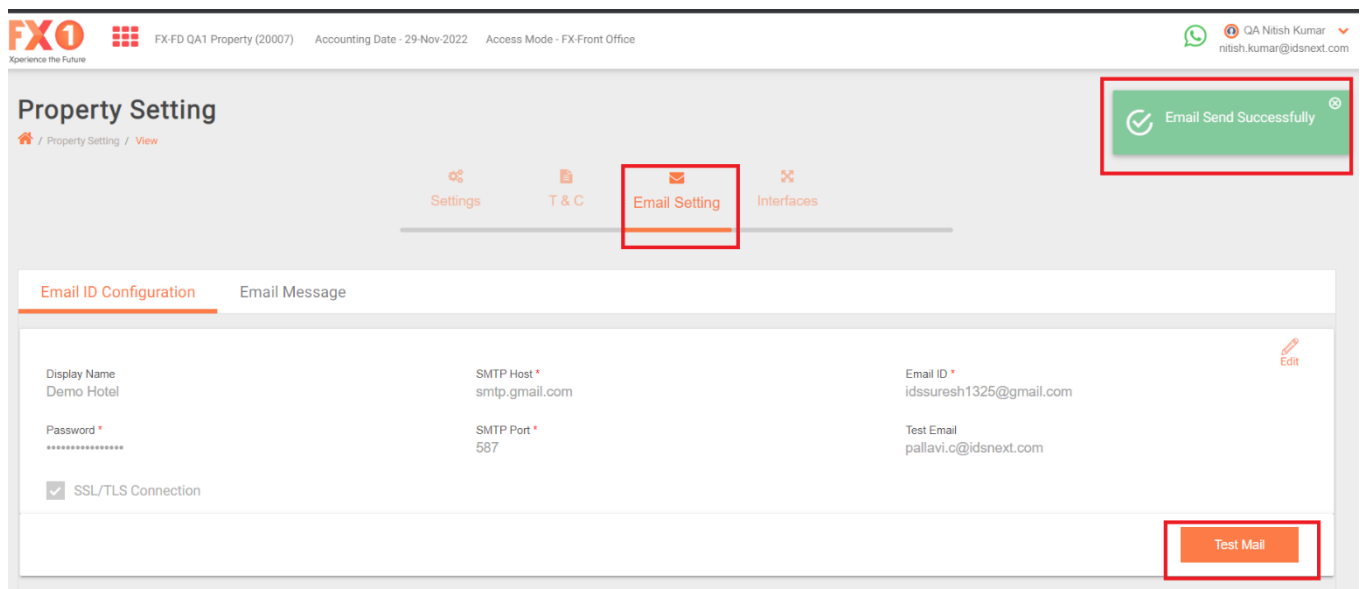 FX1
Xperience the Future
FX-FD QA1 Property (20007) Accounting Date - 29-Nov-2022 Access Mode - FX-Front Office
QA Nitish Kumar
nitish.kumar@idsnext.com
Property Setting
/ Property Setting / View
Email Send Successfully
Settings T & C Email Setting Interfaces
Email ID Configuration Email Message
Edit
Display Name SMTP Host * Email ID *
Demo Hotel smtp.gmail.com idssuresh1325@gmail.com
Password * SMTP Port * Test Email
•••••••••••••••• 587 pallavi.c@idsnext.com
SSL/TLS Connection
Test Mail